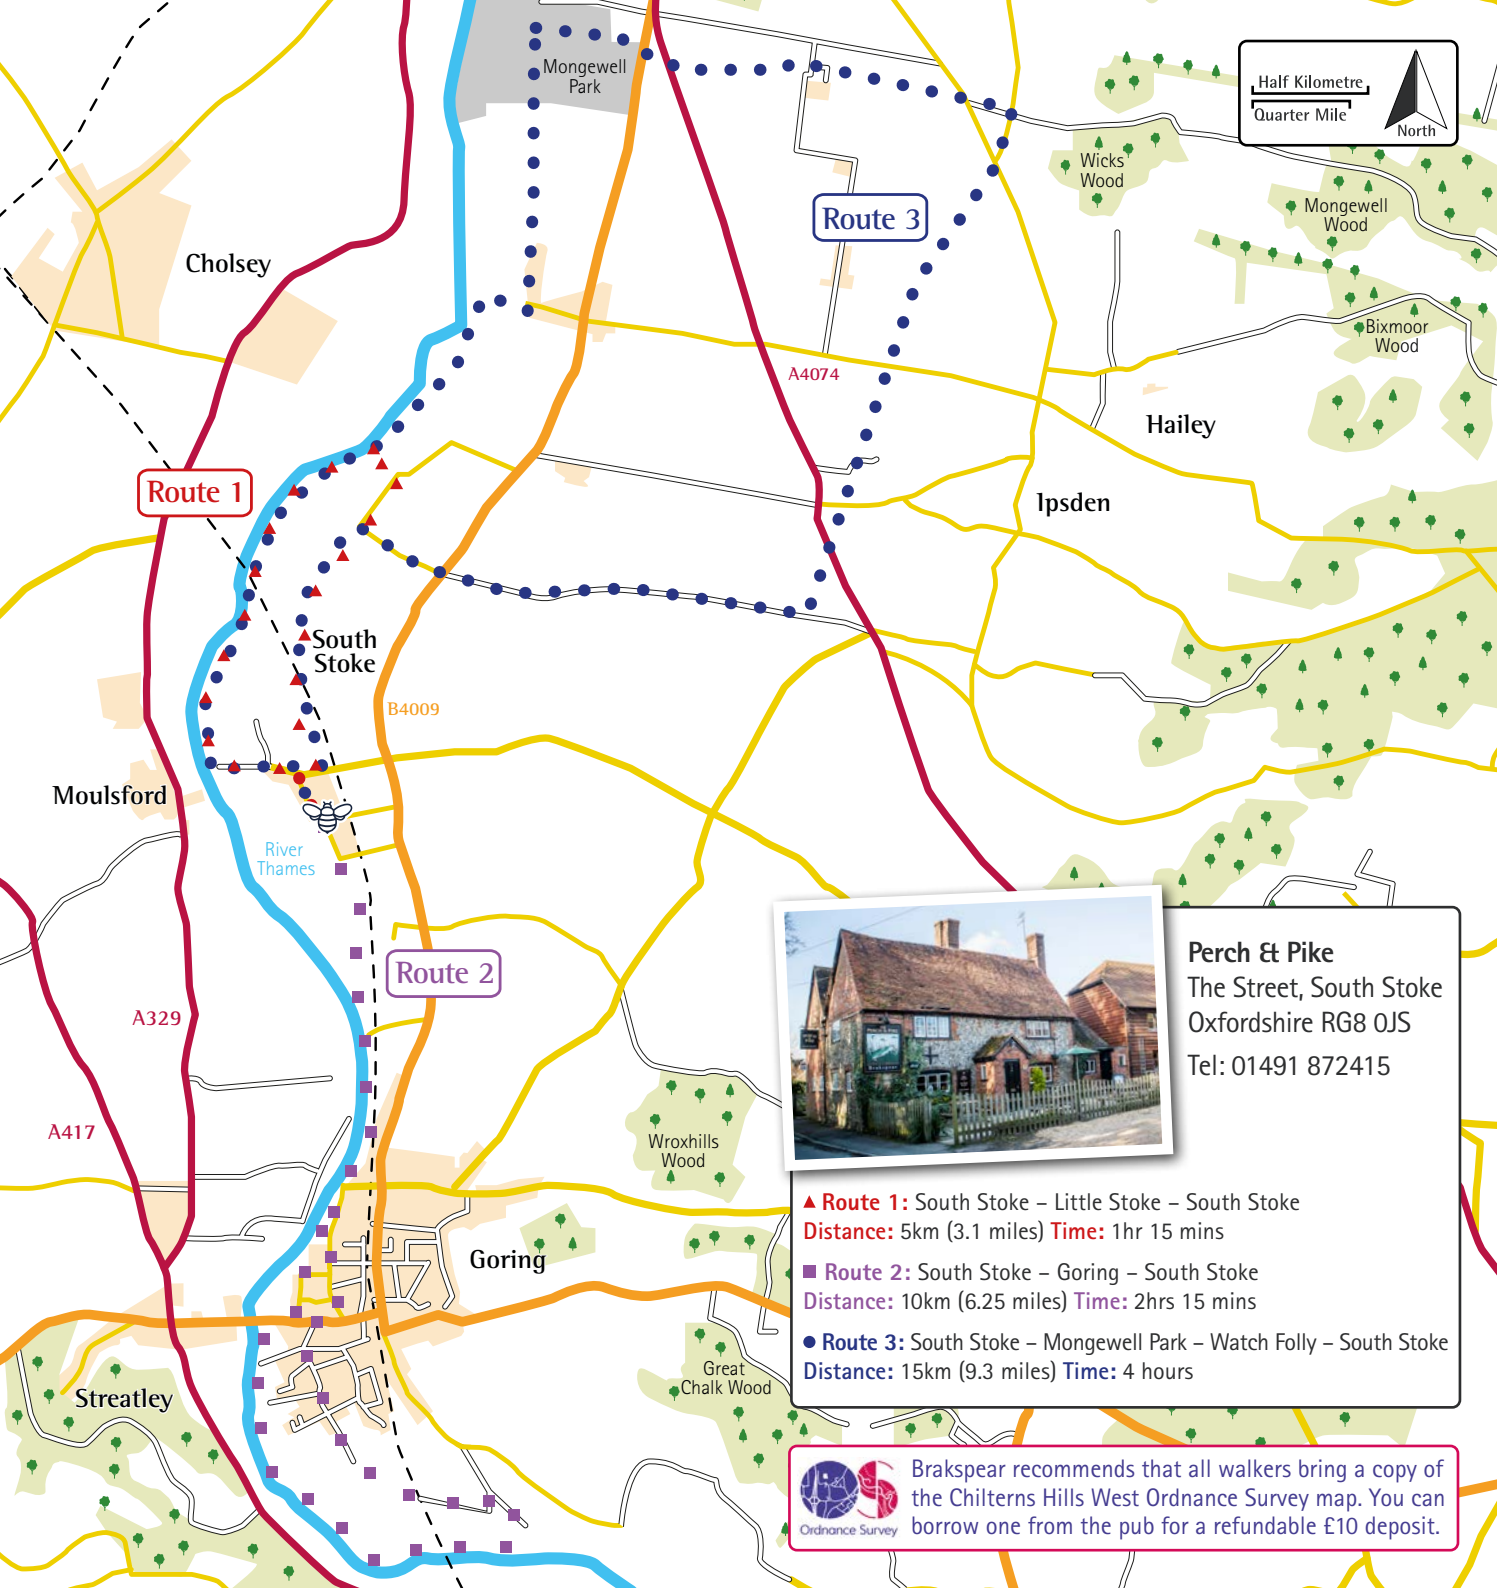 Mongewell
Park
Half Kilometre
Quarter Mile
North
Wicks
Wood
Mongewell
Wood
Route 3
Cholsey
Bixmoor
Wood
A4074
Hailey
Route 1
Ipsden
South
Stoke
B4009
Moulsford
River
Thames
Route 2
A329
A417
Wroxhills
Wood
Goring
Great
Chalk Wood
Streatley
Perch & Pike
The Street, South Stoke
Oxfordshire RG8 0JS
Tel: 01491 872415
Route 1: South Stoke – Little Stoke – South Stoke
Distance: 5km (3.1 miles) Time: 1hr 15 mins
Route 2: South Stoke – Goring – South Stoke
Distance: 10km (6.25 miles) Time: 2hrs 15 mins
Route 3: South Stoke – Mongewell Park – Watch Folly – South Stoke
Distance: 15km (9.3 miles) Time: 4 hours
Ordnance Survey
Brakspear recommends that all walkers bring a copy of
the Chilterns Hills West Ordnance Survey map. You can
borrow one from the pub for a refundable £10 deposit.